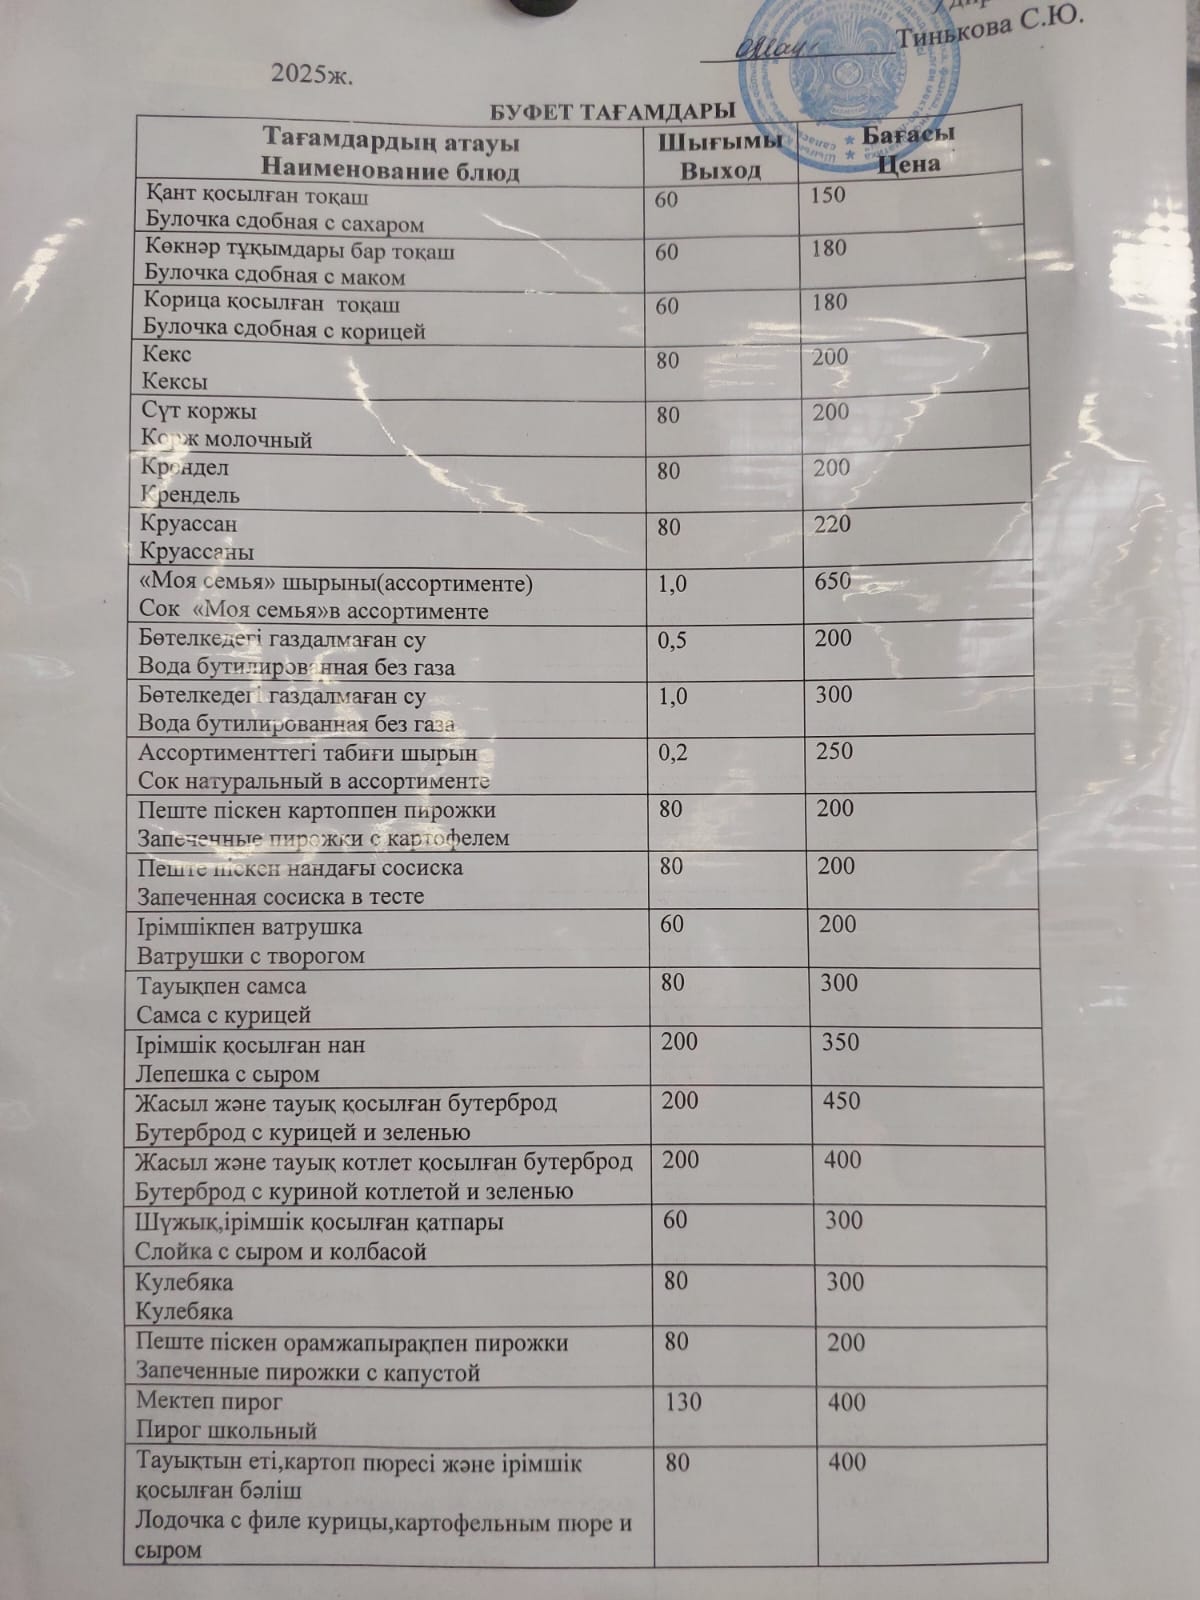 Тинькова С.Ю.
2025ж.
БУФЕТ ТАҒАМДАРЫ
Тағамдардың атауы
Наименование блюд
Шығымы
Выход
Бағасы
Цена
Қант қосылған тоқаш
Булочка сдобная с сахаром
60
150
Көкнәр тұқымдары бар тоқаш
Булочка сдобная с маком
60
180
Корица қосылған тоқаш
Булочка сдобная с корицей
60
180
Кекс
Кексы
80
200
Сүт коржы
Корж молочный
80
200
Крендел
Крендель
80
200
Круассан
Круассаны
80
220
«Моя семья» шырыны(ассортименте)
Сок «Моя семья»в ассортименте
1,0
650
Бөтелкедегі газдалмаған су
Вода бутилированная без газа
0,5
200
Бөтелкедегі газдалмаған су
Вода бутилированная без газа
1,0
300
Ассортименттегі табиғи шырын
Сок натуральный в ассортименте
0,2
250
Пеште піскен картоппен пирожки
Запеченные пирожки с картофелем
80
200
Пеште піскен нандағы сосиска
Запеченная сосиска в тесте
80
200
Ірімшікпен ватрушка
Ватрушки с творогом
60
200
Тауықпен самса
Самса с курицей
80
300
Ірімшік қосылған нан
Лепешка с сыром
200
350
Жасыл және тауық қосылған бутерброд
Бутерброд с курицей и зеленью
200
450
Жасыл және тауық котлет қосылған бутерброд
Бутерброд с куриной котлетой и зеленью
200
400
Шұжық,ірімшік қосылған қатпары
Слойка с сыром и колбасой
60
300
Кулебяка
Кулебяка
80
300
Пеште піскен орамжапырақпен пирожки
Запеченные пирожки с капустой
80
200
Мектеп пирог
Пирог школьный
130
400
Тауықтын еті,картоп пюресі және ірімшік
қосылған бәліш
Лодочка с филе курицы,картофельным пюре и
сыром
80
400